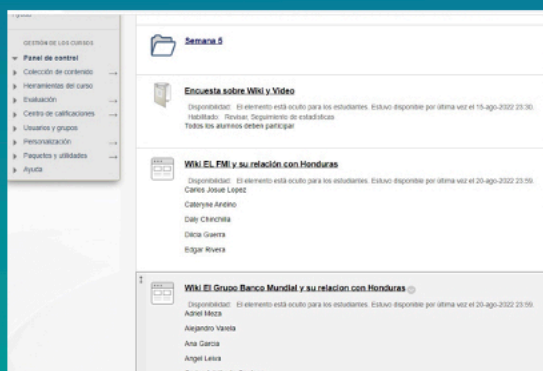 Ayuda
GESTIÓN DE LOS CURSOS
Panel de control
Colección de contenido
Herramientas del curso
Evaluación
Centro de calificaciones
Usuarios y grupos
Personalización
Paquetes y utilidades
Ayuda
Semana 5
Encuesta sobre Wiki y Video
Disponibilidad: El elemento está oculto para los estudiantes. Estuvo disponible por última vez el 15-ago-2022 23:30.
Habilitado: Revisar, Seguimiento de estadísticas
Todos los alumnos deben participar
Wiki EL FMI y su relación con Honduras
Disponibilidad: El elemento está oculto para los estudiantes. Estuvo disponible por última vez el 20-ago-2022 23:59.
Carlos Josue Lopez
Cateryne Andino
Daly Chinchilla
Dilcia Guerra
Edgar Rivera
Wiki El Grupo Banco Mundial y su relacion con Honduras
Disponibilidad: El elemento está oculto para los estudiantes. Estuvo disponible por última vez el 20-ago-2022 23:59.
Adriel Meza
Alejandro Varela
Ana Garcia
Angel Leiva